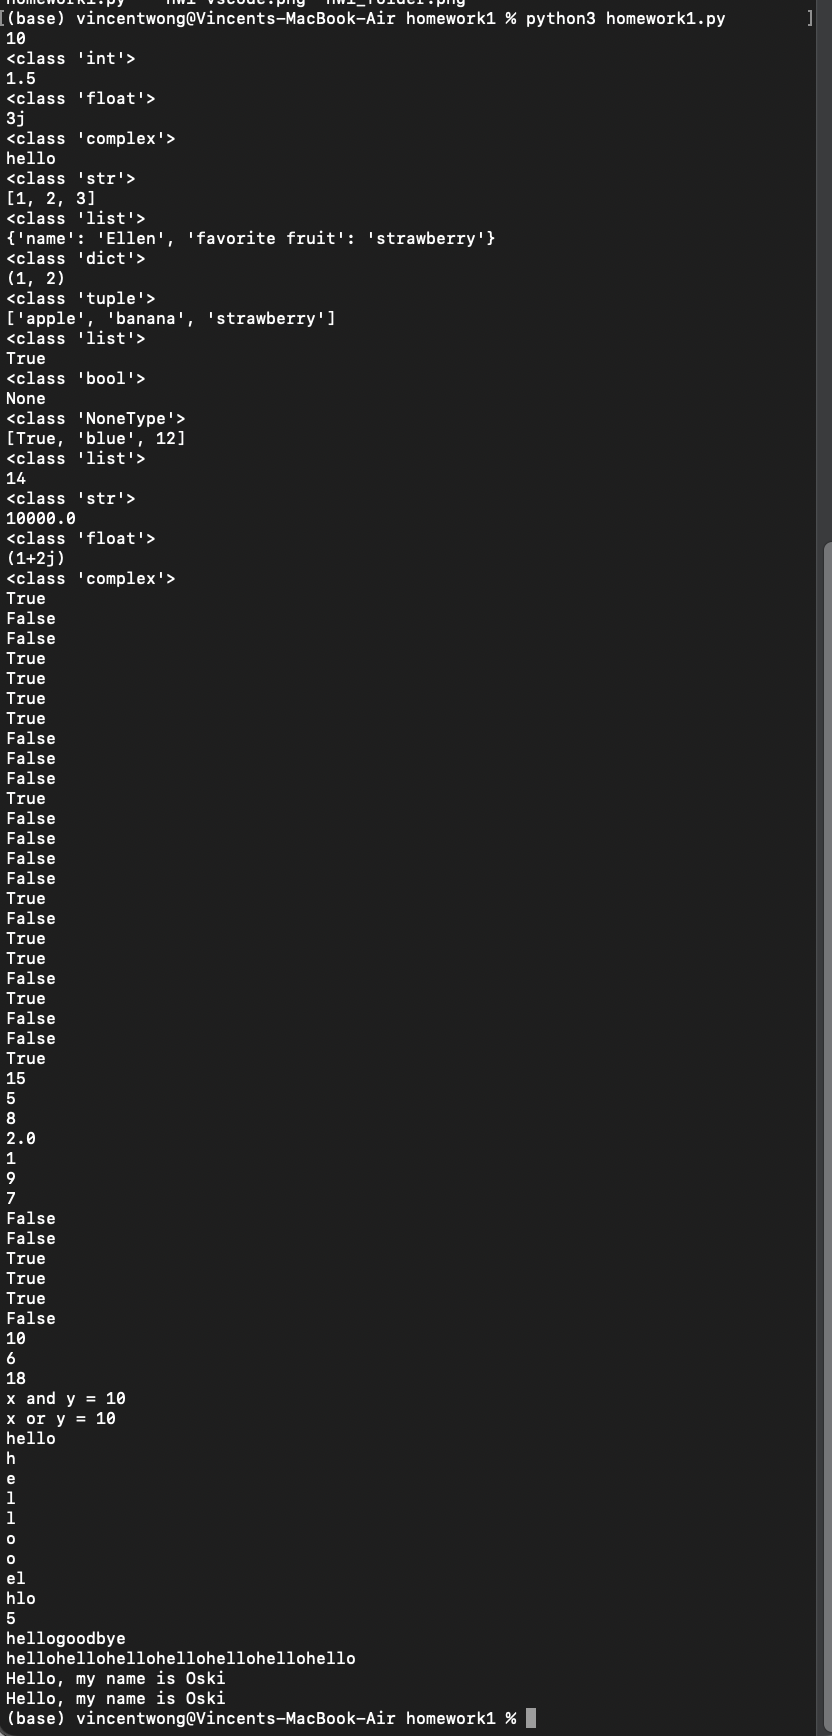 homework1.py hw1-vscode.png hw1_folder.png
[(base) vincentwong@Vincents-MacBook-Air homework1 % python3 homework1.py ]
10
<class 'int'>
1.5
<class 'float'>
3j
<class 'complex'>
hello
<class 'str'>
[1, 2, 3]
<class 'list'>
{'name': 'Ellen', 'favorite fruit': 'strawberry'}
<class 'dict'>
(1, 2)
<class 'tuple'>
['apple', 'banana', 'strawberry']
<class 'list'>
True
<class 'bool'>
None
<class 'NoneType'>
[True, 'blue', 12]
<class 'list'>
14
<class 'str'>
10000.0
<class 'float'>
(1+2j)
<class 'complex'>
True
False
False
True
True
True
True
False
False
False
True
False
False
False
False
True
False
True
True
False
True
False
False
True
15
5
8
2.0
1
9
7
False
False
True
True
True
False
10
6
18
x and y = 10
x or y = 10
hello
h
e
l
l
o
o
el
hlo
5
hellogoodbye
hellohellohellohellohellohellohello
Hello, my name is Oski
Hello, my name is Oski
(base) vincentwong@Vincents-MacBook-Air homework1 %